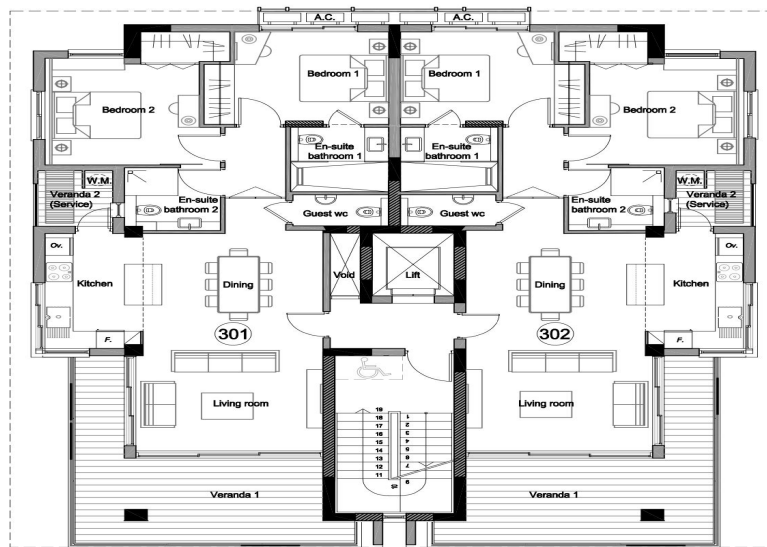 A.C. A.C.
Bedroom 1 Bedroom 1
Bedroom 2 Bedroom 2
En-suite En-suite
bathroom 1 bathroom 1
W.M. W.M.
Veranda 2 Veranda 2
(Service) (Service)
En-suite En-suite
bathroom 2 bathroom 2
Guest wc Guest wc
Ov. Ov.
Kitchen Dining Void Lift Dining Kitchen
301 302
F. F.
Living room Living room
19
18 1
17 2
16 3
15 4
14 5
13 6
12 7
11 8
10 9
Veranda 1 Veranda 1